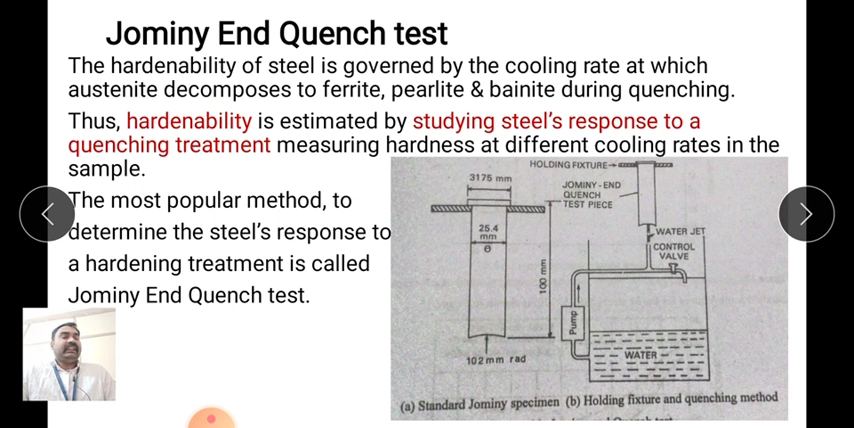 Jominy End Quench test
The hardenability of steel is governed by the cooling rate at which
austenite decomposes to ferrite, pearlite & bainite during quenching.
Thus, hardenability is estimated by studying steel's response to a
quenching treatment measuring hardness at different cooling rates in the
sample.
The most popular method, to
determine the steel's response to
a hardening treatment is called
Jominy End Quench test.
3175 mm
25.4
mm
θ
100 mm
102 mm rad
HOLDING FIXTURE
JOMINY - END
QUENCH
TEST PIECE
WATER JET
CONTROL
VALVE
Pump
WATER
(a) Standard Jominy specimen (b) Holding fixture and quenching method